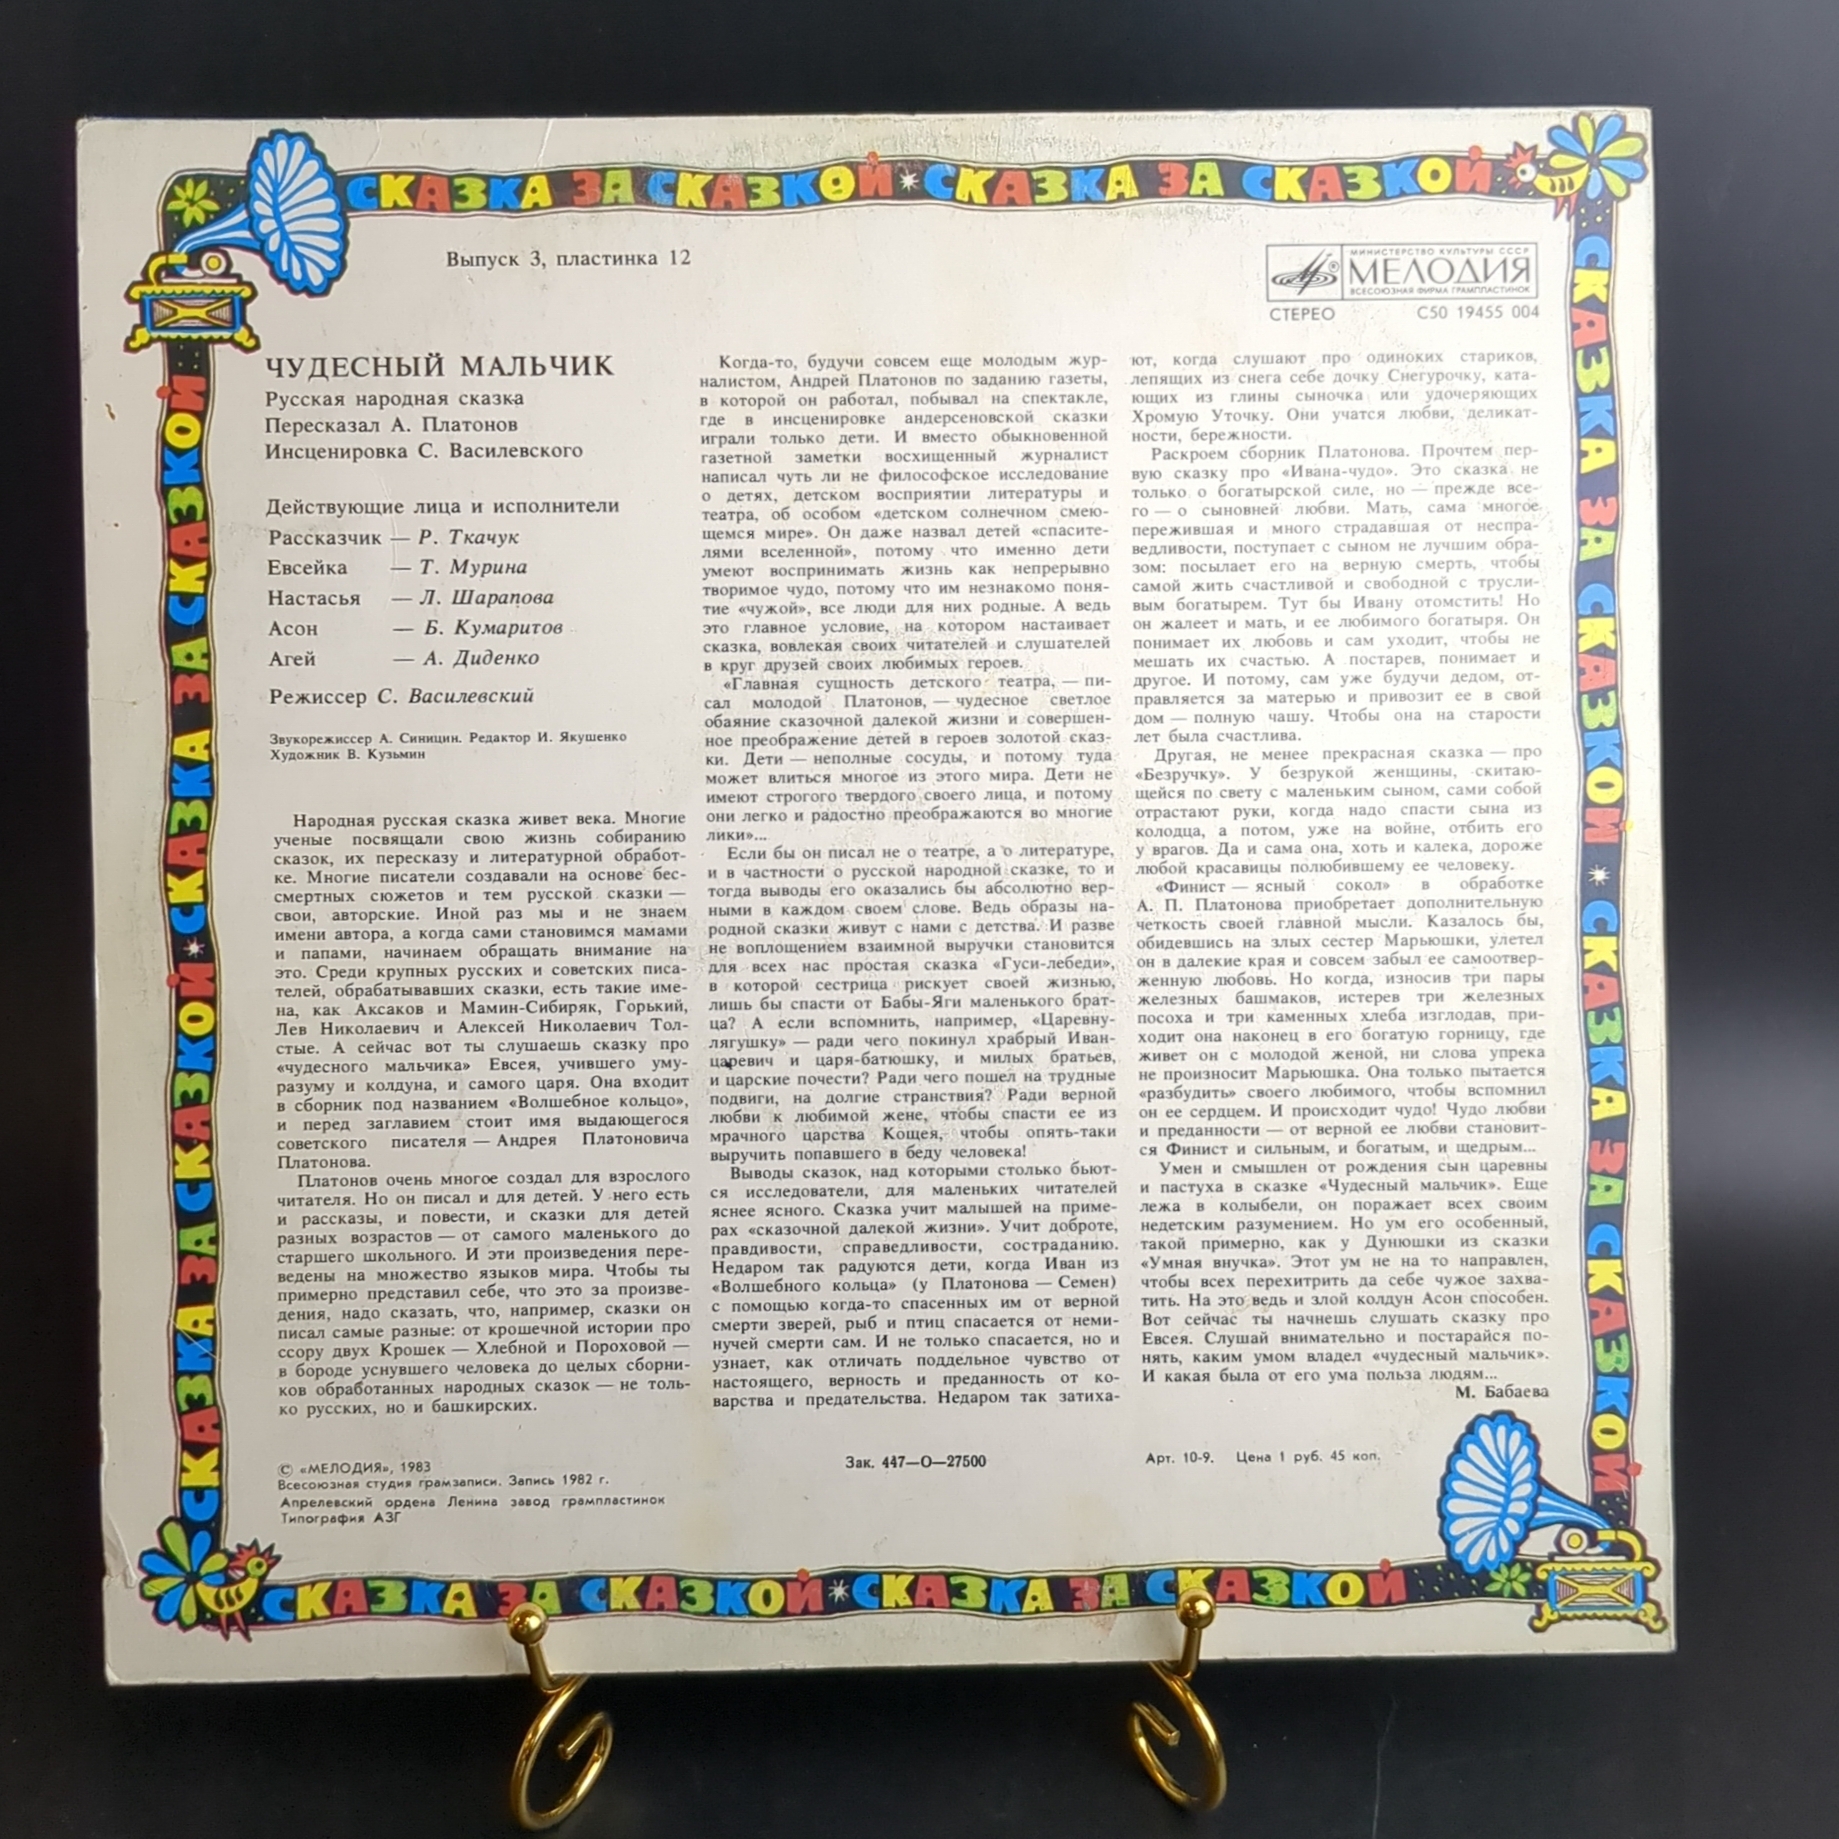 СКАЗКА ЗА СКАЗКОЙ * СКАЗКА ЗА СКАЗКОЙ
СКАЗКА ЗА СКАЗКОЙ * СКАЗКА ЗА СКАЗКОЙ
СКАЗКА ЗА СКАЗКОЙ * СКАЗКА ЗА СКАЗКОЙ
Выпуск 3, пластинка 12
МИНИСТЕРСТВО КУЛЬТУРЫ СССР
МЕЛОДИЯ
ВСЕСОЮЗНАЯ ФИРМА ГРАМПЛАСТИНОК
СТЕРЕО
С50 19455 004
ЧУДЕСНЫЙ МАЛЬЧИК
Русская народная сказка
Пересказал А. Платонов
Инсценировка С. Василевского
Действующие лица и исполнители
Рассказчик — Р. Ткачук
Евсейка — Т. Мурина
Настасья — Л. Шарапова
Асон — Б. Кумаритов
Агей — А. Диденко
Режиссер С. Василевский
Звукорежиссер А. Синицин. Редактор И. Якушенко
Художник В. Кузьмин
Народная русская сказка живет века. Многие
ученые посвящали свою жизнь собиранию
сказок, их пересказу и литературной обработ-
ке. Многие писатели создавали на основе бес-
смертных сюжетов и тем русской сказки —
свои, авторские. Иной раз мы и не знаем
имени автора, а когда сами становимся мамами
и папами, начинаем обращать внимание на
это. Среди крупных русских и советских писа-
телей, обрабатывавших сказки, есть такие име-
на, как Аксаков и Мамин-Сибиряк, Горький,
Лев Николаевич и Алексей Николаевич Тол-
стые. А сейчас вот ты слушаешь сказку про
«чудесного мальчика» Евсея, учившего уму-
разуму и колдуна, и самого царя. Она входит
в сборник под названием «Волшебное кольцо»,
и перед заглавием стоит имя выдающегося
советского писателя — Андрея Платоновича
Платонова.
Платонов очень многое создал для взрослого
читателя. Но он писал и для детей. У него есть
и рассказы, и повести, и сказки для детей
разных возрастов — от самого маленького до
старшего школьного. И эти произведения пере-
ведены на множество языков мира. Чтобы ты
примерно представил себе, что это за произве-
дения, надо сказать, что, например, сказки он
писал самые разные: от крошечной истории про
ссору двух Крошек — Хлебной и Пороховой —
в бороде уснувшего человека до целых сборни-
ков обработанных народных сказок — не толь-
ко русских, но и башкирских.
Когда-то, будучи совсем еще молодым жур-
налистом, Андрей Платонов по заданию газеты,
в которой он работал, побывал на спектакле,
где в инсценировке андерсеновской сказки
играли только дети. И вместо обыкновенной
газетной заметки восхищенный журналист
написал чуть ли не философское исследование
о детях, детском восприятии литературы и
театра, об особом «детском солнечном смею-
щемся мире». Он даже назвал детей «спасите-
лями вселенной», потому что именно дети
умеют воспринимать жизнь как непрерывно
творимое чудо, потому что им незнакомо поня-
тие «чужой», все люди для них родные. А ведь
это главное условие, на котором настаивает
сказка, вовлекая своих читателей и слушателей
в круг друзей своих любимых героев.
«Главная сущность детского театра, — пи-
сал молодой Платонов, — чудесное светлое
обаяние сказочной далекой жизни и совершен-
ное преображение детей в героев золотой сказ-
ки. Дети — неполные сосуды, и потому туда
может влиться многое из этого мира. Дети не
имеют строгого твердого своего лица, и потому
они легко и радостно преображаются во многие
лики»...
Если бы он писал не о театре, а о литературе,
и в частности о русской народной сказке, то и
тогда выводы его оказались бы абсолютно вер-
ными в каждом своем слове. Ведь образы на-
родной сказки живут с нами с детства. И разве
не воплощением взаимной выручки становится
для всех нас простая сказка «Гуси-лебеди»,
в которой сестрица рискует своей жизнью,
лишь бы спасти от Бабы-Яги маленького брат-
ца? А если вспомнить, например, «Царевну-
лягушку» — ради чего покинул храбрый Иван-
царевич и царя-батюшку, и милых братьев,
и царские почести? Ради чего пошел на трудные
подвиги, на долгие странствия? Ради верной
любви к любимой жене, чтобы спасти ее из
мрачного царства Кощея, чтобы опять-таки
выручить попавшего в беду человека!
Выводы сказок, над которыми столько бьют-
ся исследователи, для маленьких читателей
яснее ясного. Сказка учит малышей на приме-
рах «сказочной далекой жизни». Учит доброте,
правдивости, справедливости, состраданию.
Недаром так радуются дети, когда Иван из
«Волшебного кольца» (у Платонова — Семен)
с помощью когда-то спасенных им от верной
смерти зверей, рыб и птиц спасается от неми-
нучей смерти сам. И не только спасается, но и
узнает, как отличать поддельное чувство от
настоящего, верность и преданность от ко-
варства и предательства. Недаром так затиха-
ют, когда слушают про одиноких стариков,
лепящих из снега себе дочку Снегурочку, ката-
ющих из глины сыночка или удочеряющих
Хромую Уточку. Они учатся любви, деликат-
ности, бережности.
Раскроем сборник Платонова. Прочтем пер-
вую сказку про «Ивана-чудо». Это сказка не
только о богатырской силе, но — прежде все-
го — о сыновней любви. Мать, сама многое
пережившая и много страдавшая от неспра-
ведливости, поступает с сыном не лучшим обра-
зом: посылает его на верную смерть, чтобы
самой жить счастливой и свободной с трусли-
вым богатырем. Тут бы Ивану отомстить! Но
он жалеет и мать, и ее любимого богатыря. Он
понимает их любовь и сам уходит, чтобы не
мешать их счастью. А постарев, понимает и
другое. И потому, сам уже будучи дедом, от-
правляется за матерью и привозит ее в свой
дом — полную чашу. Чтобы она на старости
лет была счастлива.
Другая, не менее прекрасная сказка — про
«Безручку». У безрукой женщины, скитаю-
щейся по свету с маленьким сыном, сами собой
отрастают руки, когда надо спасти сына из
колодца, а потом, уже на войне, отбить его
у врагов. Да и сама она, хоть и калека, дороже
любой красавицы полюбившему ее человеку.
«Финист — ясный сокол» в обработке
А. П. Платонова приобретает дополнительную
четкость своей главной мысли. Казалось бы,
обидевшись на злых сестер Марьюшки, улетел
он в далекие края и совсем забыл ее самоотвер-
женную любовь. Но когда, износив три пары
железных башмаков, истерев три железных
посоха и три каменных хлеба изглодав, при-
ходит она наконец в его богатую горницу, где
живет он с молодой женой, ни слова упрека
не произносит Марьюшка. Она только пытается
«разбудить» своего любимого, чтобы вспомнил
он ее сердцем. И происходит чудо! Чудо любви
и преданности — от верной ее любви становит-
ся Финист и сильным, и богатым, и щедрым...
Умен и смышлен от рождения сын царевны
и пастуха в сказке «Чудесный мальчик». Еще
лежа в колыбели, он поражает всех своим
недетским разумением. Но ум его особенный,
такой примерно, как у Дунюшки из сказки
«Умная внучка». Этот ум не на то направлен,
чтобы всех перехитрить да себе чужое захва-
тить. На это ведь и злой колдун Асон способен.
Вот сейчас ты начнешь слушать сказку про
Евсея. Слушай внимательно и постарайся по-
нять, каким умом владел «чудесный мальчик».
И какая была от его ума польза людям...
М. Бабаева
© «МЕЛОДИЯ», 1983
Всесоюзная студия грамзаписи. Запись 1982 г.
Апрелевский ордена Ленина завод грампластинок
Типография АЗГ
Зак. 447—О—27500
Арт. 10-9. Цена 1 руб. 45 коп.
СКАЗКА ЗА СКАЗКОЙ * СКАЗКА ЗА СКАЗКОЙ